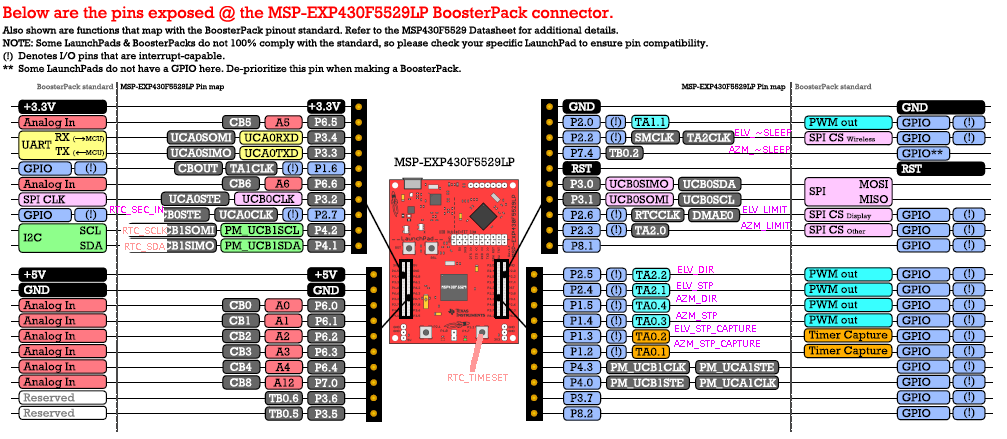 Below are the pins exposed @ the MSP-EXP430F5529LP BoosterPack connector.
Also shown are functions that map with the BoosterPack pinout standard. Refer to the MSP430F5529 Datasheet for additional details.
NOTE: Some LaunchPads & BoosterPacks do not 100% comply with the standard, so please check your specific LaunchPad to ensure pin compatibility.
(!) Denotes I/O pins that are interrupt-capable.
** Some LaunchPads do not have a GPIO here. De-prioritize this pin when making a BoosterPack.
BoosterPack standard MSP-EXP430F5529LP Pin map
+3.3V +3.3V
Analog In CB5 A5 P6.5
UART RX (→MCU) UCA0SOMI UCA0RXD P3.4
TX (←MCU) UCA0SIMO UCA0TXD P3.3
GPIO (!) CBOUT TA1CLK (!) P1.6
Analog In CB6 A6 P6.6
SPI CLK UCA0STE UCB0CLK P3.2
GPIO (!) RTC_SEC_IN B0STE UCA0CLK (!) P2.7
I2C SCL RTC_SCLK B1SOMI PM_UCB1SCL P4.2
SDA RTC_SDA B1SIMO PM_UCB1SDA P4.1
+5V +5V
GND GND
Analog In CB0 A0 P6.0
Analog In CB1 A1 P6.1
Analog In CB2 A2 P6.2
Analog In CB3 A3 P6.3
Analog In CB4 A4 P6.4
Analog In CB8 A12 P7.0
Reserved TB0.6 P3.6
Reserved TB0.5 P3.5
MSP-EXP430F5529LP
LaunchPad
MSP430F5529
TEXAS INSTRUMENTS
RTC_TIMESET
MSP-EXP430F5529LP Pin map BoosterPack standard
GND GND
P2.0 (!) TA1.1 PWM out GPIO (!)
P2.2 (!) SMCLK TA2CLK ELV_~SLEEP SPI CS Wireless GPIO (!)
P7.4 TB0.2 AZM_~SLEEP GPIO**
RST RST
P3.0 UCB0SIMO UCB0SDA SPI MOSI
P3.1 UCB0SOMI UCB0SCL MISO
P2.6 (!) RTCCLK DMAE0 ELV_LIMIT SPI CS Display GPIO (!)
P2.3 (!) TA2.0 AZM_LIMIT SPI CS Other GPIO (!)
P8.1 GPIO (!)
P2.5 (!) TA2.2 ELV_DIR PWM out GPIO (!)
P2.4 (!) TA2.1 ELV_STP PWM out GPIO (!)
P1.5 (!) TA0.4 AZM_DIR PWM out GPIO (!)
P1.4 (!) TA0.3 AZM_STP PWM out GPIO (!)
P1.3 (!) TA0.2 ELV_STP_CAPTURE Timer Capture GPIO (!)
P1.2 (!) TA0.1 AZM_STP_CAPTURE Timer Capture GPIO (!)
P4.3 PM_UCB1CLK PM_UCA1STE GPIO (!)
P4.0 PM_UCB1STE PM_UCA1CLK GPIO (!)
P3.7 GPIO (!)
P8.2 GPIO (!)